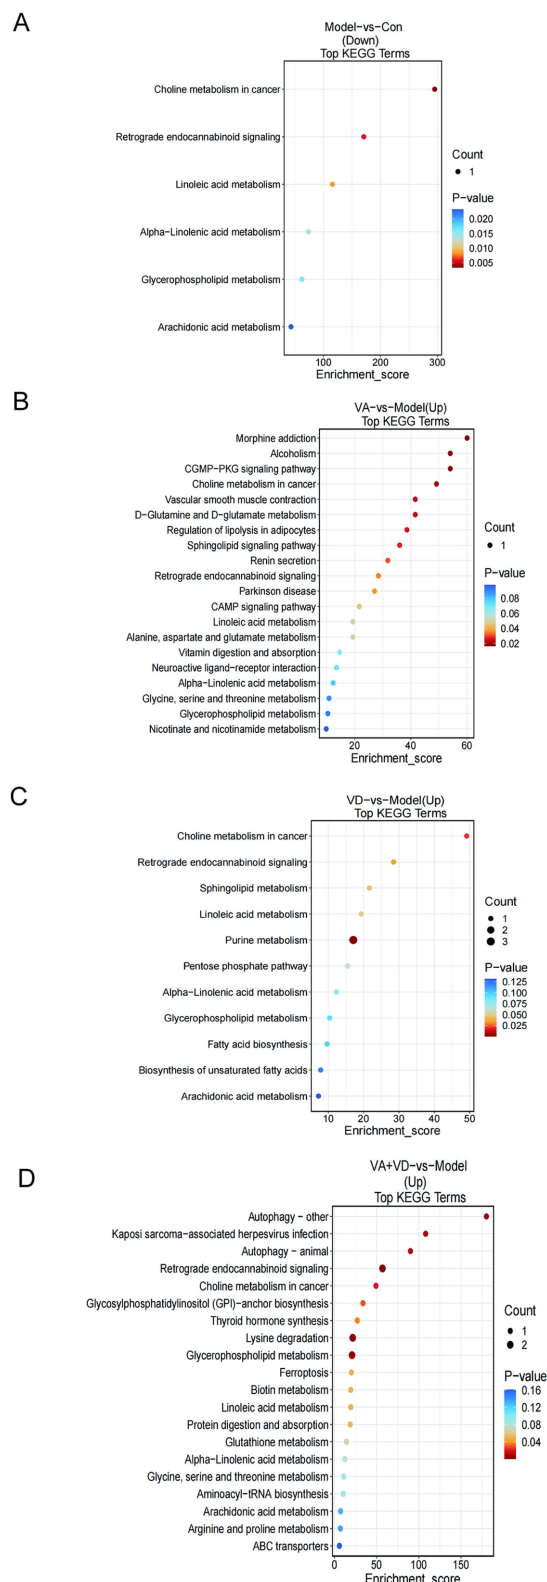 A
Model-vs-Con
(Down)
Top KEGG Terms
Choline metabolism in cancer
Retrograde endocannabinoid signaling
Linoleic acid metabolism
Alpha-Linolenic acid metabolism
Glycerophospholipid metabolism
Arachidonic acid metabolism
100 200 300
Enrichment_score
Count
1
P-value
0.020
0.015
0.010
0.005
B
VA-vs-Model(Up)
Top KEGG Terms
Morphine addiction
Alcoholism
CGMP-PKG signaling pathway
Choline metabolism in cancer
Vascular smooth muscle contraction
D-Glutamine and D-glutamate metabolism
Regulation of lipolysis in adipocytes
Sphingolipid signaling pathway
Renin secretion
Retrograde endocannabinoid signaling
Parkinson disease
CAMP signaling pathway
Linoleic acid metabolism
Alanine, aspartate and glutamate metabolism
Vitamin digestion and absorption
Neuroactive ligand-receptor interaction
Alpha-Linolenic acid metabolism
Glycine, serine and threonine metabolism
Glycerophospholipid metabolism
Nicotinate and nicotinamide metabolism
20 40 60
Enrichment_score
Count
1
P-value
0.08
0.06
0.04
0.02
C
VD-vs-Model(Up)
Top KEGG Terms
Choline metabolism in cancer
Retrograde endocannabinoid signaling
Sphingolipid metabolism
Linoleic acid metabolism
Purine metabolism
Pentose phosphate pathway
Alpha-Linolenic acid metabolism
Glycerophospholipid metabolism
Fatty acid biosynthesis
Biosynthesis of unsaturated fatty acids
Arachidonic acid metabolism
10 20 30 40 50
Enrichment_score
Count
1
2
3
P-value
0.125
0.100
0.075
0.050
0.025
D
VA+VD-vs-Model
(Up)
Top KEGG Terms
Autophagy - other
Kaposi sarcoma-associated herpesvirus infection
Autophagy - animal
Retrograde endocannabinoid signaling
Choline metabolism in cancer
Glycosylphosphatidylinositol (GPI)-anchor biosynthesis
Thyroid hormone synthesis
Lysine degradation
Glycerophospholipid metabolism
Ferroptosis
Biotin metabolism
Linoleic acid metabolism
Protein digestion and absorption
Glutathione metabolism
Alpha-Linolenic acid metabolism
Glycine, serine and threonine metabolism
Aminoacyl-tRNA biosynthesis
Arachidonic acid metabolism
Arginine and proline metabolism
ABC transporters
0 50 100 150
Enrichment_score
Count
1
2
P-value
0.16
0.12
0.08
0.04